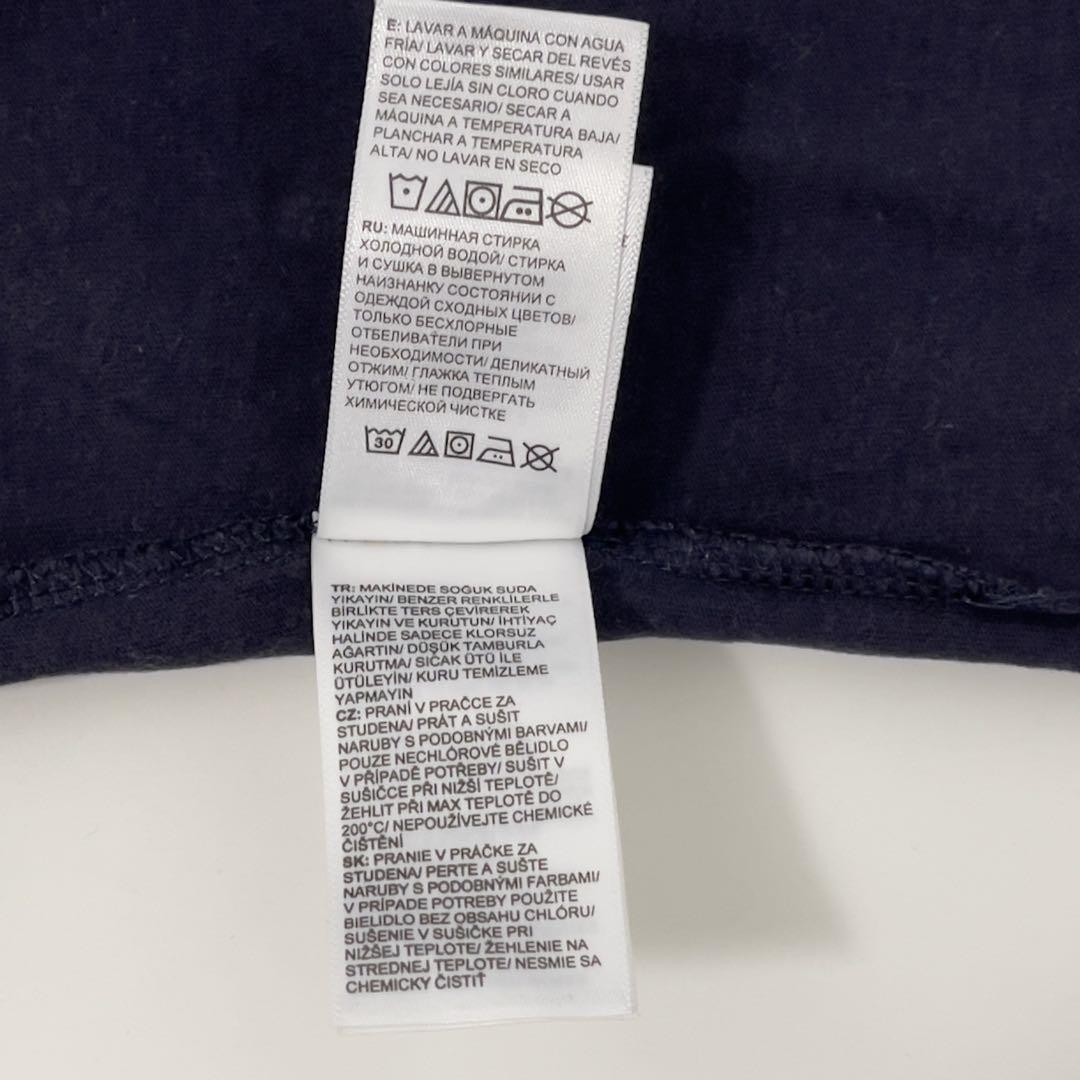 E: LAVAR A MÁQUINA CON AGUA
FRÍA/ LAVAR Y SECAR DEL REVÉS
CON COLORES SIMILARES/ USAR
SOLO LEJÍA SIN CLORO CUANDO
SEA NECESARIO/ SECAR A
MÁQUINA A TEMPERATURA BAJA/
PLANCHAR A TEMPERATURA
ALTA/ NO LAVAR EN SECO
RU: МАШИННАЯ СТИРКА
ХОЛОДНОЙ ВОДОЙ/ СТИРКА
И СУШКА В ВЫВЕРНУТОМ
НАИЗНАНКУ СОСТОЯНИИ С
ОДЕЖДОЙ СХОДНЫХ ЦВЕТОВ/
ТОЛЬКО БЕСХЛОРНЫЕ
ОТБЕЛИВАТЕЛИ ПРИ
НЕОБХОДИМОСТИ/ ДЕЛИКАТНЫЙ
ОТЖИМ/ ГЛАЖКА ТЕПЛЫМ
УТЮГОМ/ НЕ ПОДВЕРГАТЬ
ХИМИЧЕСКОЙ ЧИСТКЕ
30
TR: MAKİNEDE SOĞUK SUDA
YIKAYIN/ BENZER RENKLİLERLE
BİRLİKTE TERS ÇEVİREREK
YIKAYIN VE KURUTUN/ İHTİYAÇ
HALİNDE SADECE KLORSUZ
AĞARTIN/ DÜŞÜK TAMBURLA
KURUTMA/ SICAK ÜTÜ İLE
ÜTÜLEYİN/ KURU TEMİZLEME
YAPMAYIN
CZ: PRANÍ V PRAČCE ZA
STUDENA/ PRÁT A SUŠIT
NARUBY S PODOBNÝMI BARVAMI/
POUZE NECHLÓROVÉ BĚLIDLO
V PŘÍPADĚ POTŘEBY/ SUŠIT V
SUŠIČCE PŘI NIŽŠÍ TEPLOTĚ/
ŽEHLIT PŘI MAX TEPLOTĚ DO
200°C/ NEPOUŽÍVEJTE CHEMICKÉ
ČIŠTĚNÍ
SK: PRANIE V PRÁČKE ZA
STUDENA/ PERTE A SUŠTE
NARUBY S PODOBNÝMI FARBAMI/
V PRÍPADE POTREBY POUŽITE
BIELIDLO BEZ OBSAHU CHLÓRU/
SUŠENIE V SUŠIČKE PRI
NIŽŠEJ TEPLOTE/ ŽEHLENIE NA
STREDNEJ TEPLOTE/ NESMIE SA
CHEMICKY ČISTIŤ